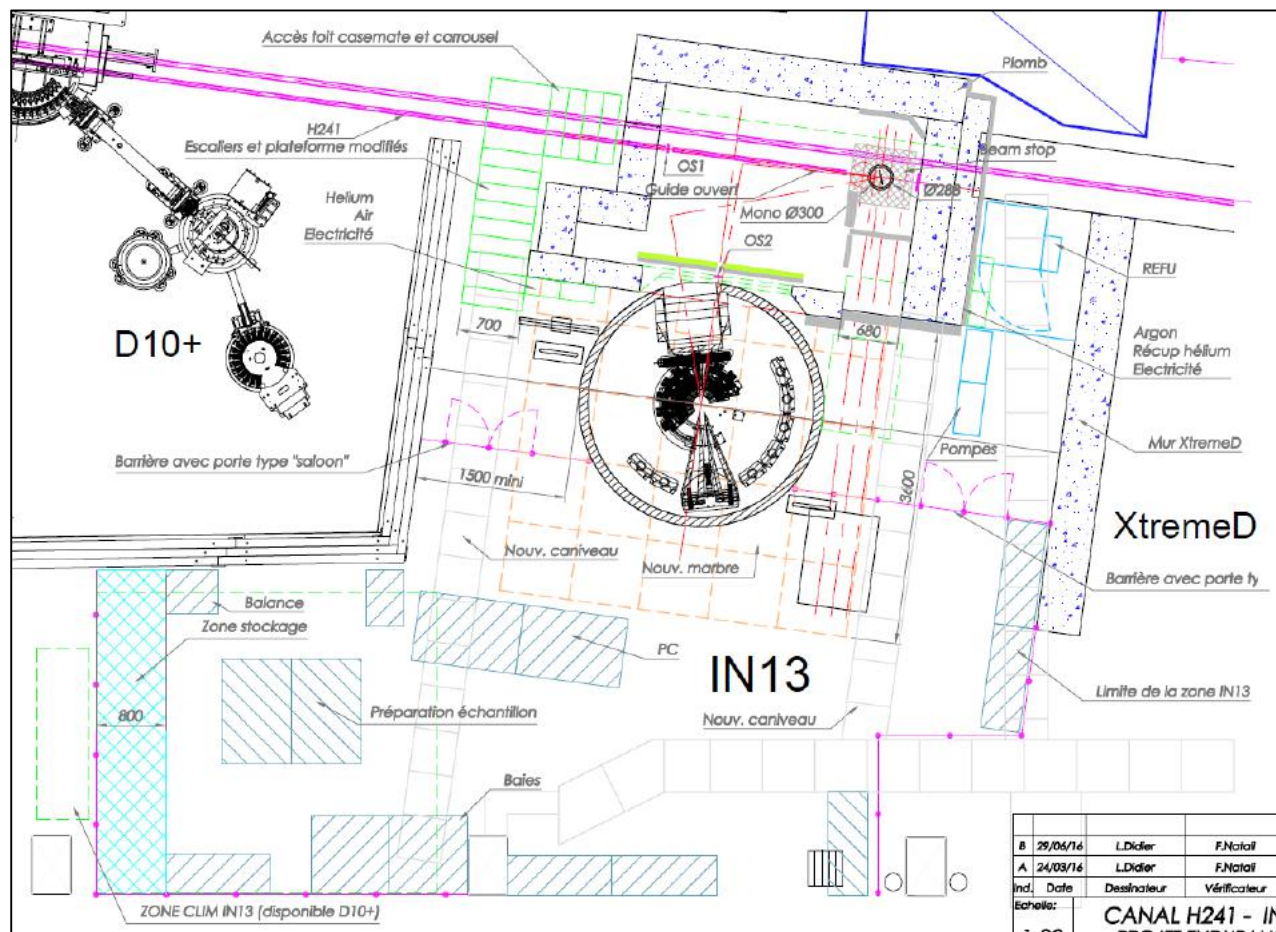 Accès toit casemate et carrousel
Plomb
H241
Escaliers et plateforme modifiés
OS1
Beam stop
Guide ouvert
Ø288
Mono Ø300
Helium
Air
Electricité
OS2
REFU
D10+
700
680
Argon
Récup hélium
Electricité
Mur XtremeD
Pompes
Barrière avec porte type "saloon"
1500 mini
3600
XtremeD
Nouv. caniveau
Nouv. marbre
Barrière avec porte ty
Balance
Zone stockage
PC
IN13
Limite de la zone IN13
800
Préparation échantillon
Nouv. caniveau
Baies
B 29/06/16 L.Didier F.Natali
A 24/03/16 L.Didier F.Natali
Ind. Date Dessinateur Vérificateur
Echelle:
CANAL H241 - IN
ZONE CLIM IN13 (disponible D10+)